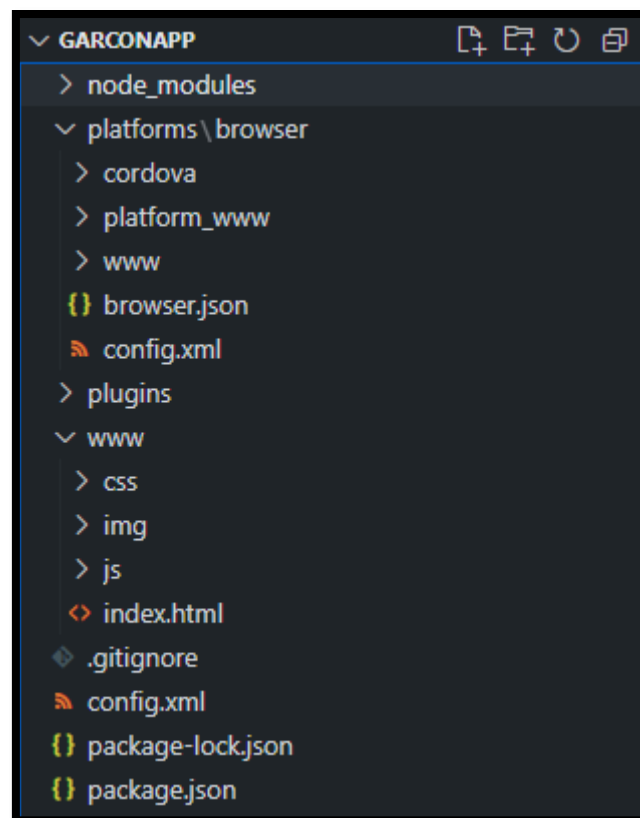 GARCONAPP
node_modules
platforms\browser
cordova
platform_www
www
browser.json
config.xml
plugins
www
css
img
js
index.html
.gitignore
config.xml
package-lock.json
package.json